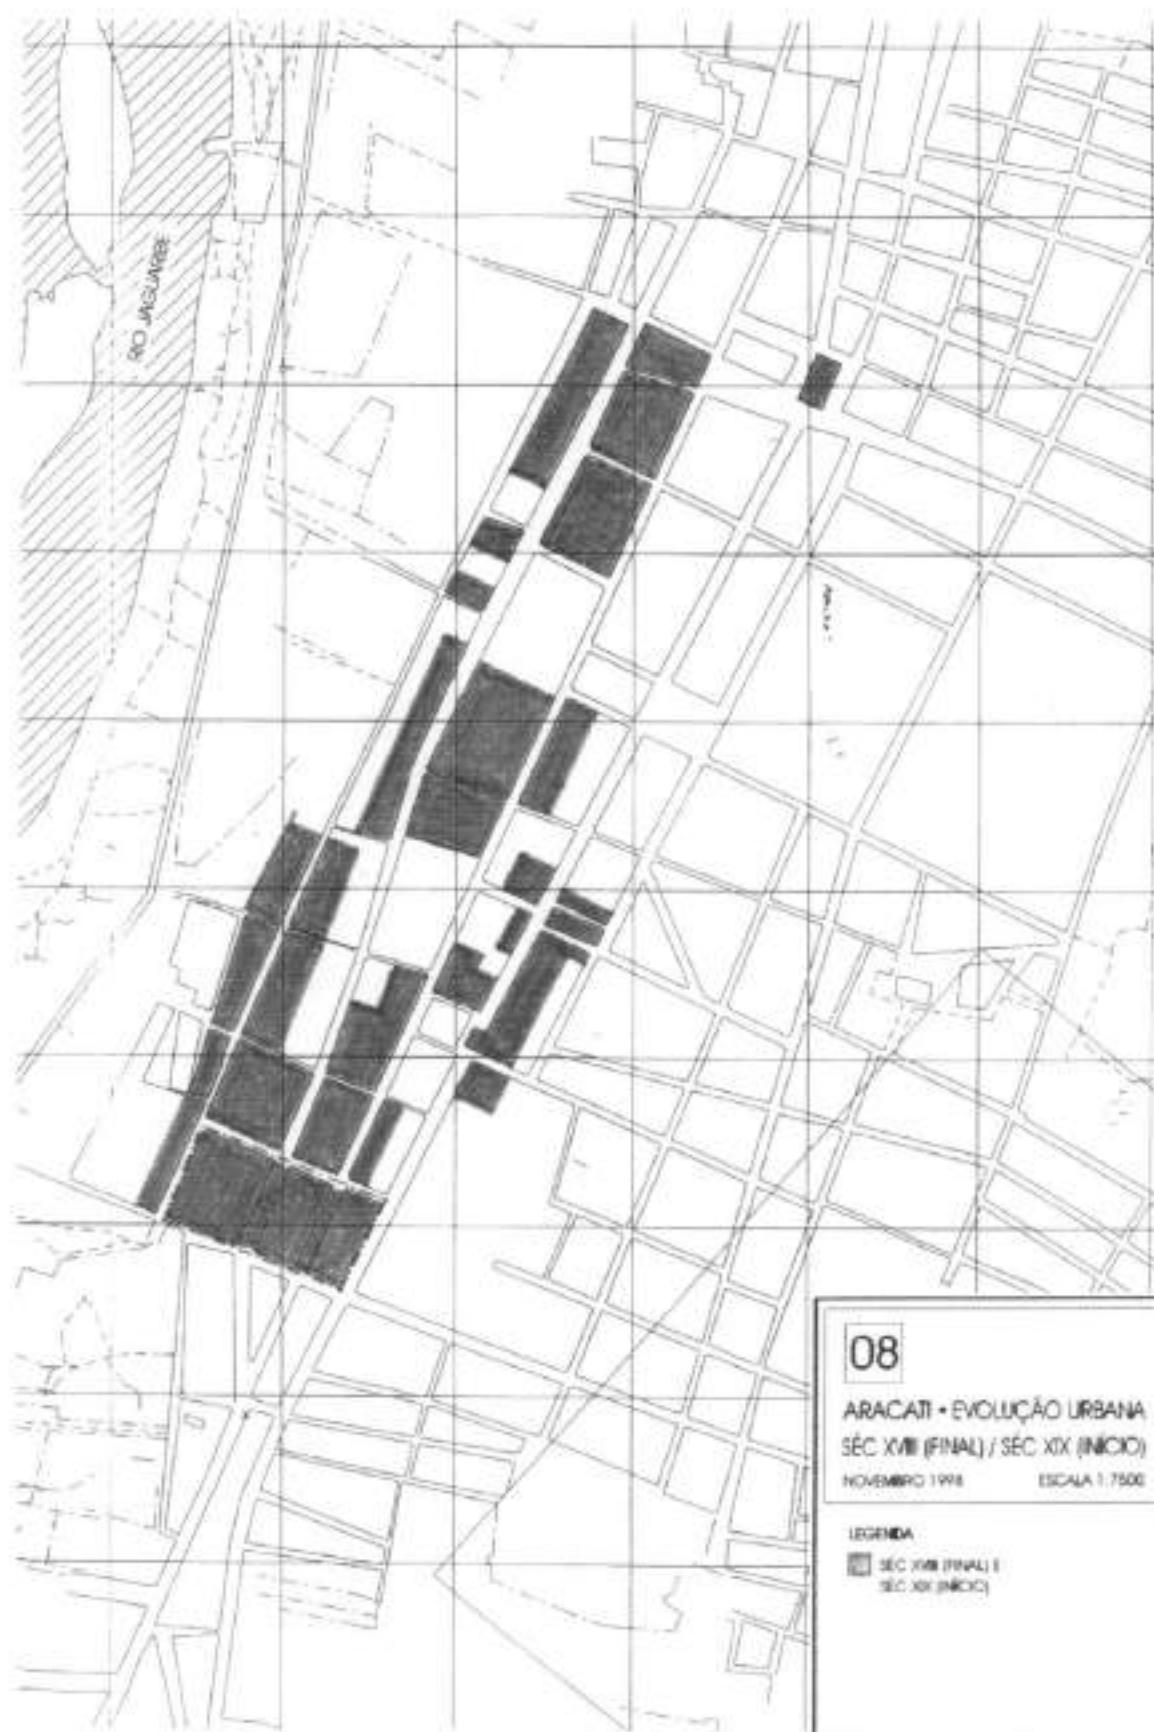 RIO JAGUARIBE
08
ARACATI • EVOLUÇÃO URBANA
SÉC XVIII (FINAL) / SÉC XIX (INÍCIO)
NOVEMBRO 1998 ESCALA 1:7500
LEGENDA
SÉC XVIII (FINAL) E
SÉC XIX (INÍCIO)